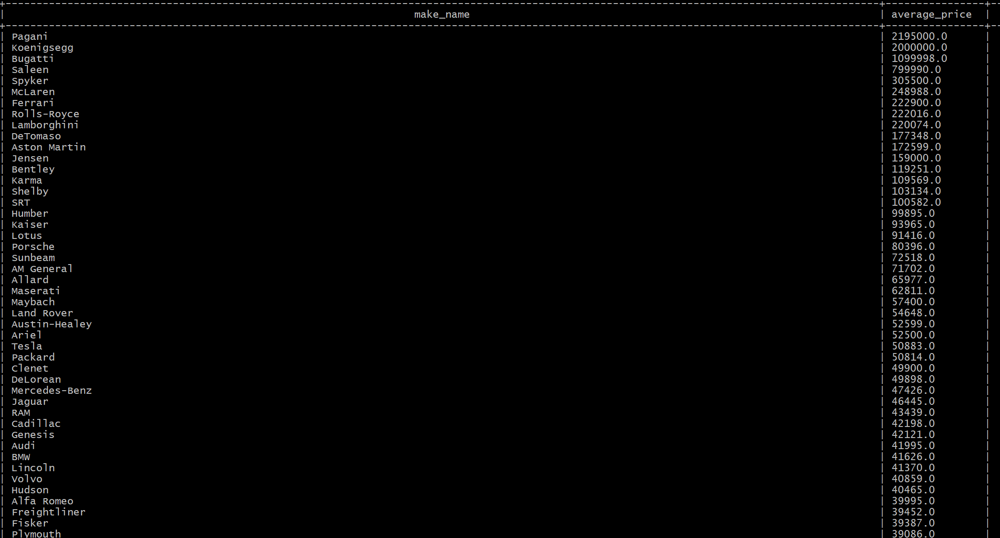 | make_name | average_price |
| Pagani | 2195000.0 |
| Koenigsegg | 2000000.0 |
| Bugatti | 1099998.0 |
| Saleen | 799990.0 |
| Spyker | 305500.0 |
| McLaren | 248988.0 |
| Ferrari | 222900.0 |
| Rolls-Royce | 222016.0 |
| Lamborghini | 220074.0 |
| DeTomaso | 177348.0 |
| Aston Martin | 172599.0 |
| Jensen | 159000.0 |
| Bentley | 119251.0 |
| Karma | 109569.0 |
| Shelby | 103134.0 |
| SRT | 100582.0 |
| Humber | 99895.0 |
| Kaiser | 93965.0 |
| Lotus | 91416.0 |
| Porsche | 80396.0 |
| Sunbeam | 72518.0 |
| AM General | 71702.0 |
| Allard | 65977.0 |
| Maserati | 62811.0 |
| Maybach | 57400.0 |
| Land Rover | 54648.0 |
| Austin-Healey | 52599.0 |
| Ariel | 52500.0 |
| Tesla | 50883.0 |
| Packard | 50814.0 |
| Clenet | 49900.0 |
| DeLorean | 49898.0 |
| Mercedes-Benz | 47426.0 |
| Jaguar | 46445.0 |
| RAM | 43439.0 |
| Cadillac | 42198.0 |
| Genesis | 42121.0 |
| Audi | 41995.0 |
| BMW | 41626.0 |
| Lincoln | 41370.0 |
| Volvo | 40859.0 |
| Hudson | 40465.0 |
| Alfa Romeo | 39995.0 |
| Freightliner | 39452.0 |
| Fisker | 39387.0 |
| Plymouth | 39086.0 |